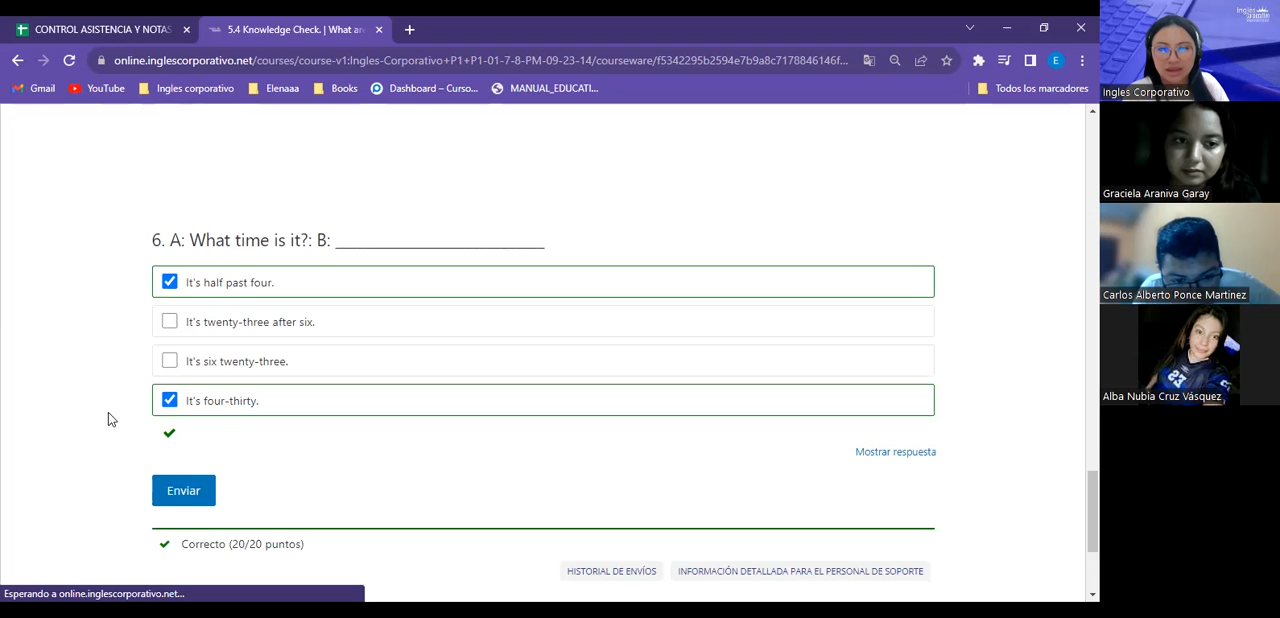 CONTROL ASISTENCIA Y NOTAS
5.4 Knowledge Check. | What are
online.inglescorporativo.net/courses/course-v1:Ingles-Corporativo+P1+P1-01-7-8-PM-09-23-14/courseware/f5342295b2594e7b9a8c7178846146f...
Gmail
YouTube
Ingles corporativo
Elenaaa
Books
Dashboard – Curso...
MANUAL_EDUCATI...
Todos los marcadores
6. A: What time is it?: B: ________________________
It's half past four.
It's twenty-three after six.
It's six twenty-three.
It's four-thirty.
Mostrar respuesta
Enviar
Correcto (20/20 puntos)
HISTORIAL DE ENVÍOS
INFORMACIÓN DETALLADA PARA EL PERSONAL DE SOPORTE
Esperando a online.inglescorporativo.net...
E
Ingles Corporativo
Graciela Araniva Garay
Carlos Alberto Ponce Martinez
Alba Nubia Cruz Vásquez